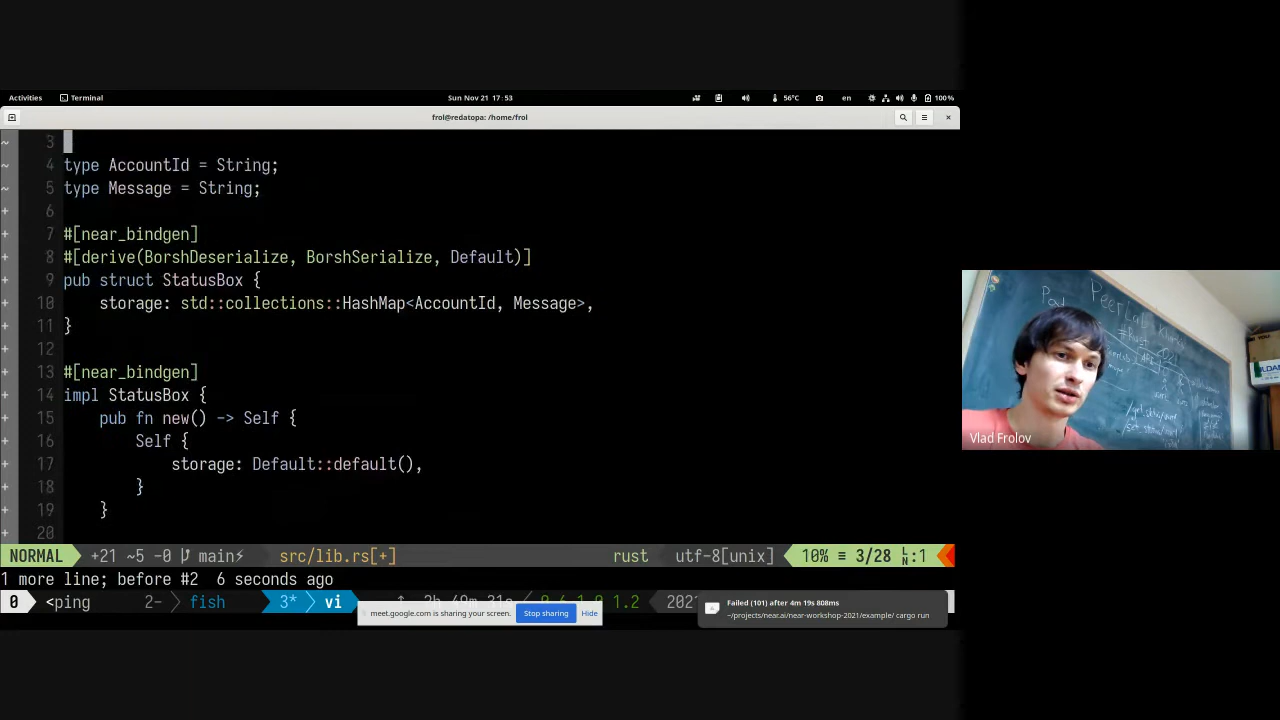 Activities Terminal Sun Nov 21 17:53 56°C en 100%
frol@redatopa: /home/frol
~ 3
~ 4 type AccountId = String;
~ 5 type Message = String;
+ 6
+ 7 #[near_bindgen]
+ 8 #[derive(BorshDeserialize, BorshSerialize, Default)]
+ 9 pub struct StatusBox {
+ 10 storage: std::collections::HashMap<AccountId, Message>,
+ 11 }
+ 12
+ 13 #[near_bindgen]
+ 14 impl StatusBox {
+ 15 pub fn new() -> Self {
+ 16 Self {
+ 17 storage: Default::default(),
+ 18 }
+ 19 }
+ 20
NORMAL +21 ~5 -0 main⚡ src/lib.rs[+] rust utf-8[unix] 10% ≡ 3/28 LN:1
1 more line; before #2 6 seconds ago
0 <ping 2- fish 3* vi
meet.google.com is sharing your screen. Stop sharing Hide
Failed (101) after 4m 19s 808ms
~/projects/near.ai/near-workshop-2021/example/ cargo run
PeerLab
#Rust
Vlad Frolov